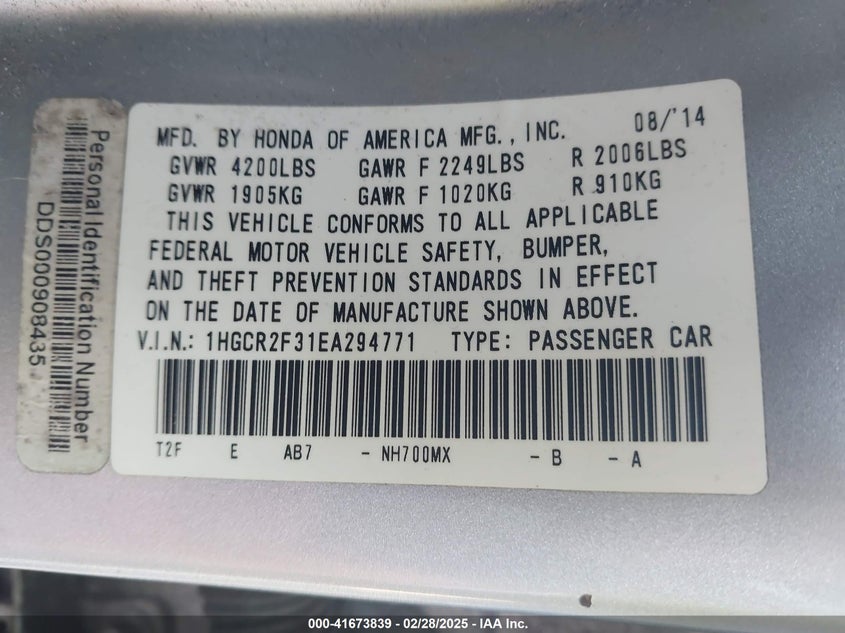 Personal Identification Number
DDS000908435
MFD. BY HONDA OF AMERICA MFG., INC. 08/'14
GVWR 4200LBS GAWR F 2249LBS R 2006LBS
GVWR 1905KG GAWR F 1020KG R 910KG
THIS VEHICLE CONFORMS TO ALL APPLICABLE
FEDERAL MOTOR VEHICLE SAFETY, BUMPER,
AND THEFT PREVENTION STANDARDS IN EFFECT
ON THE DATE OF MANUFACTURE SHOWN ABOVE.
V.I.N.: 1HGCR2F31EA294771 TYPE: PASSENGER CAR
T2F E AB7 - NH700MX - B - A
000-41673839 - 02/28/2025 - IAA Inc.